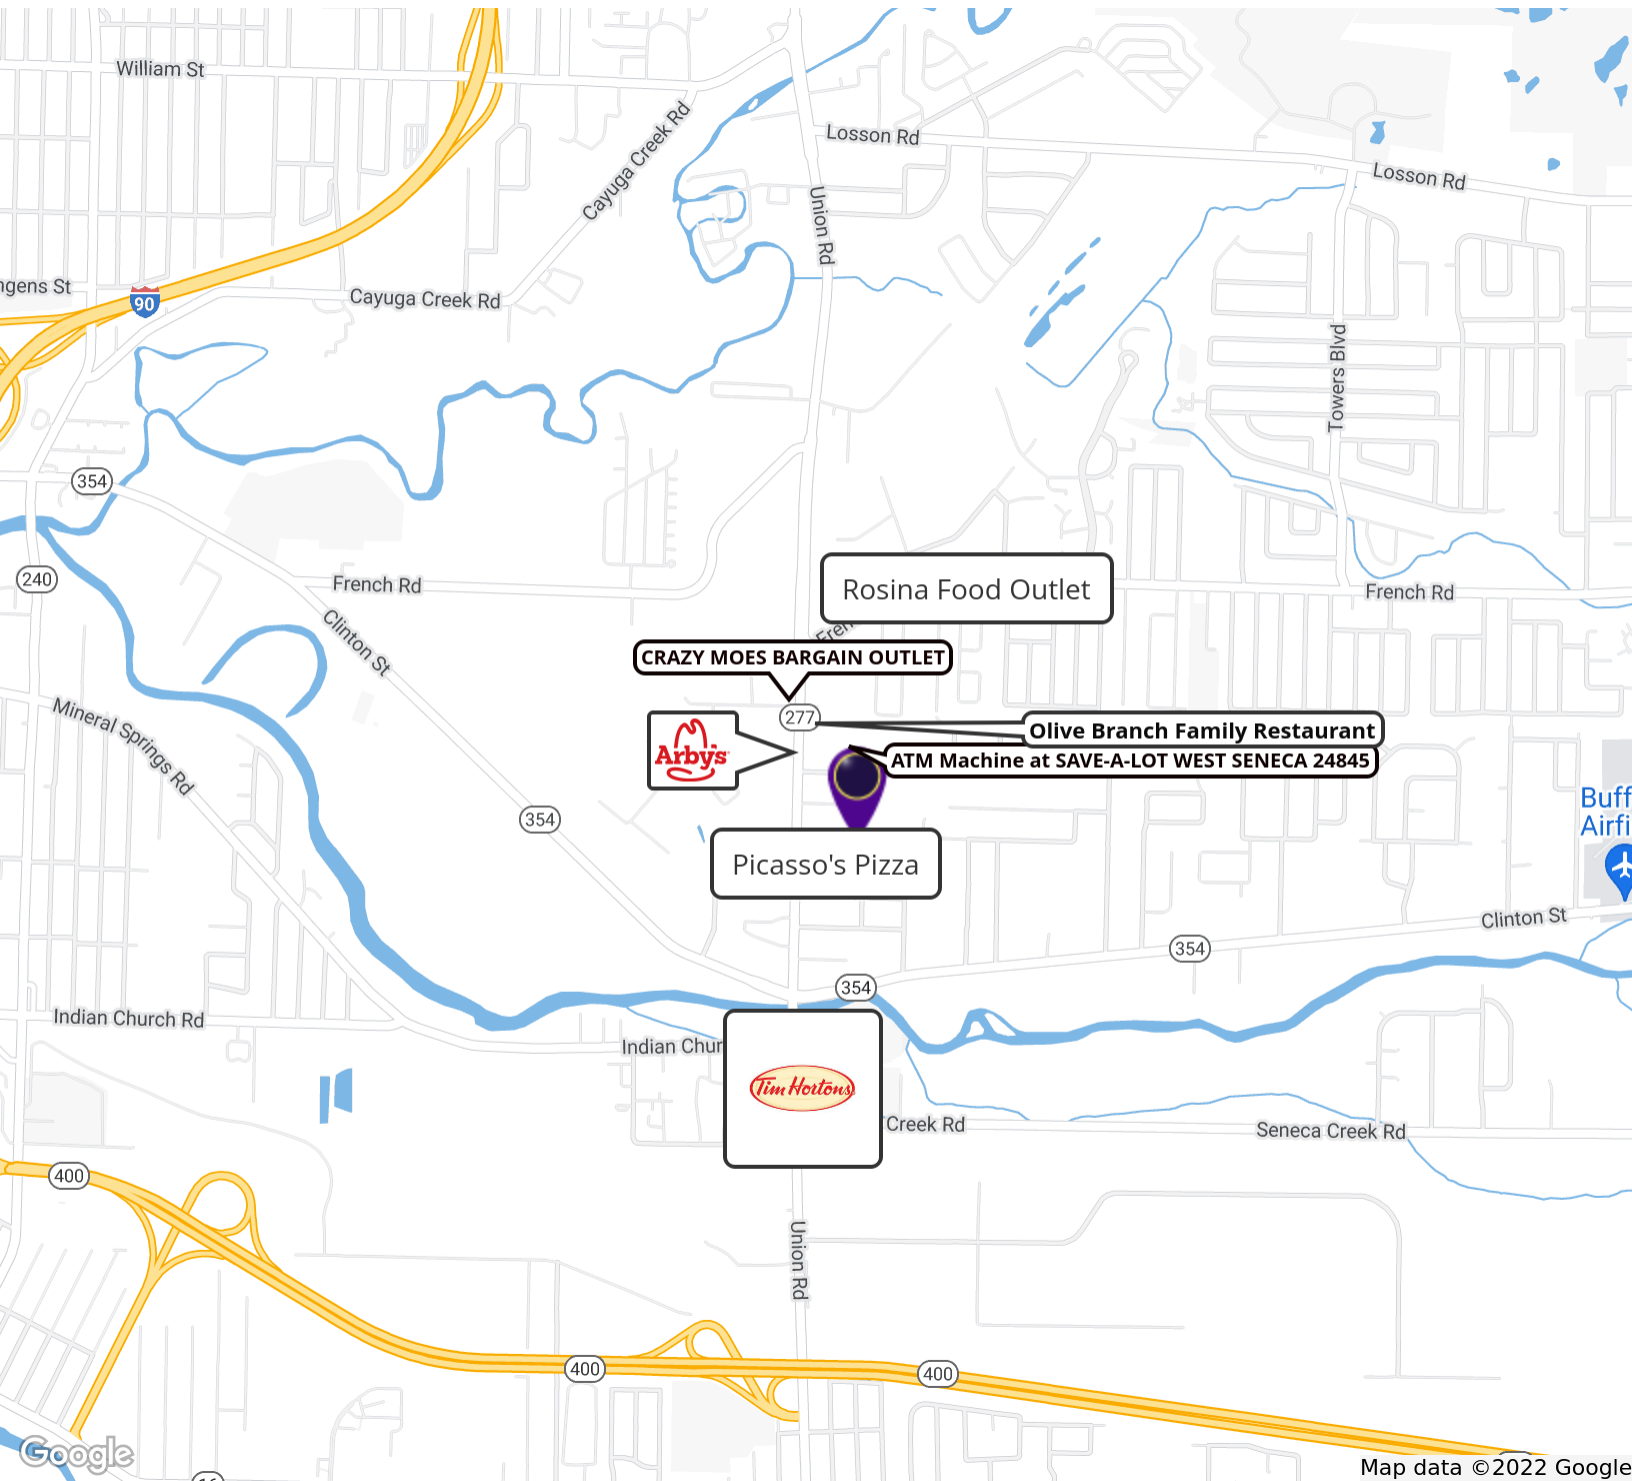 William St
Cayuga Creek Rd
Losson Rd
Losson Rd
Union Rd
ngens St
90
Cayuga Creek Rd
Towers Blvd
354
240
French Rd
Rosina Food Outlet
French Rd
Clinton St
Fren
CRAZY MOES BARGAIN OUTLET
277
Olive Branch Family Restaurant
Arby's
ATM Machine at SAVE-A-LOT WEST SENECA 24845
Mineral Springs Rd
354
Buff
Airfi
Picasso's Pizza
Clinton St
354
354
Indian Church Rd
Indian Chur
Tim Hortons
Creek Rd
Seneca Creek Rd
400
Union Rd
400
400
Google
Map data ©2022 Google